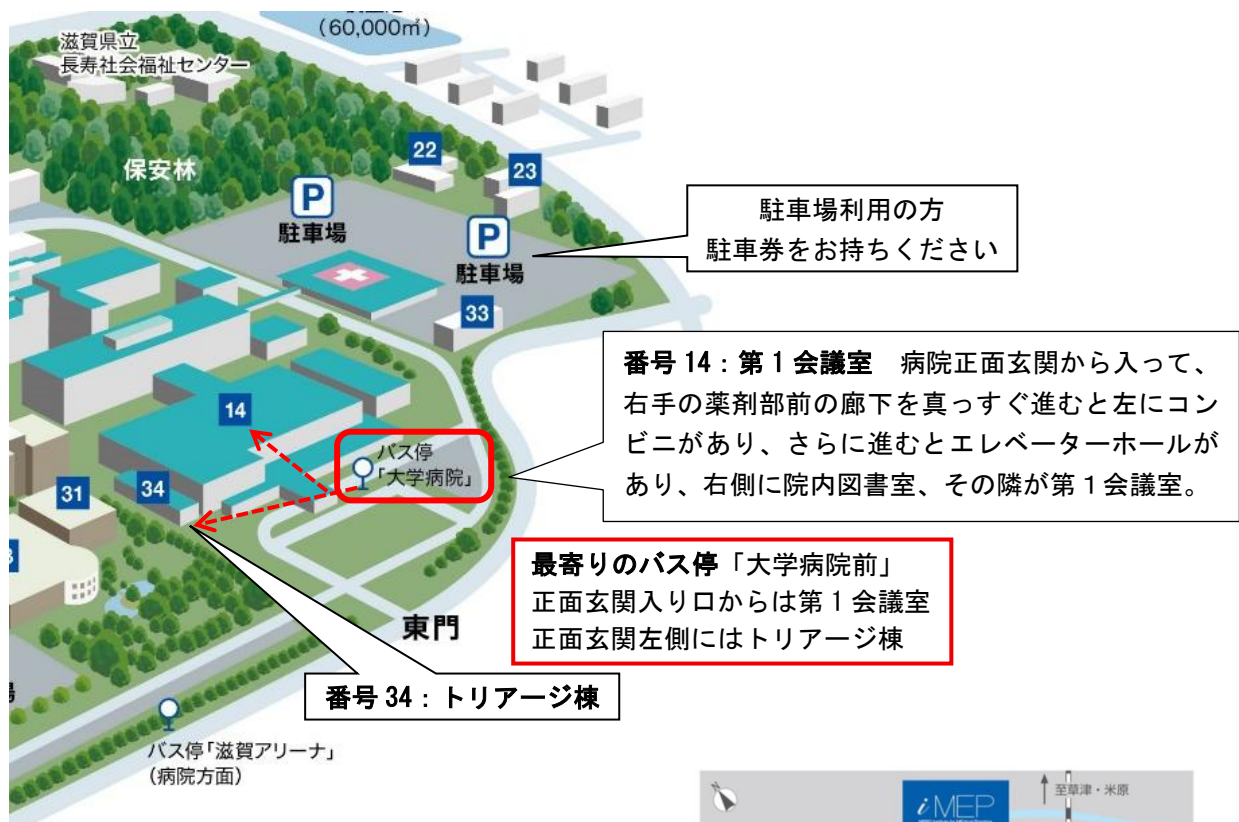 （60,000㎡）
滋賀県立
長寿社会福祉センター
保安林
22
23
P
駐車場
P
駐車場
駐車場利用の方
駐車券をお持ちください
33
番号 14：第 1 会議室　病院正面玄関から入って、
右手の薬剤部前の廊下を真っすぐ進むと左にコン
ビニがあり、さらに進むとエレベーターホールが
あり、右側に院内図書室、その隣が第 1 会議室。
14
バス停
「大学病院」
31
34
最寄りのバス停「大学病院前」
正面玄関入り口からは第 1 会議室
正面玄関左側にはトリアージ棟
東門
番号 34：トリアージ棟
バス停「滋賀アリーナ」
（病院方面）
iMEP
至草津・米原